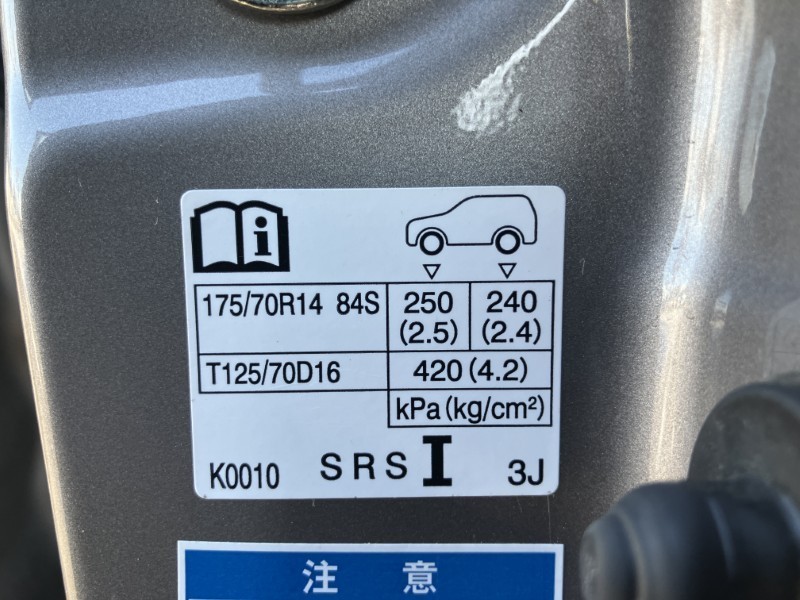 i
175/70R14 84S 250 240
(2.5) (2.4)
T125/70D16 420 (4.2)
kPa (kg/cm²)
K0010 SRS I 3J
注意